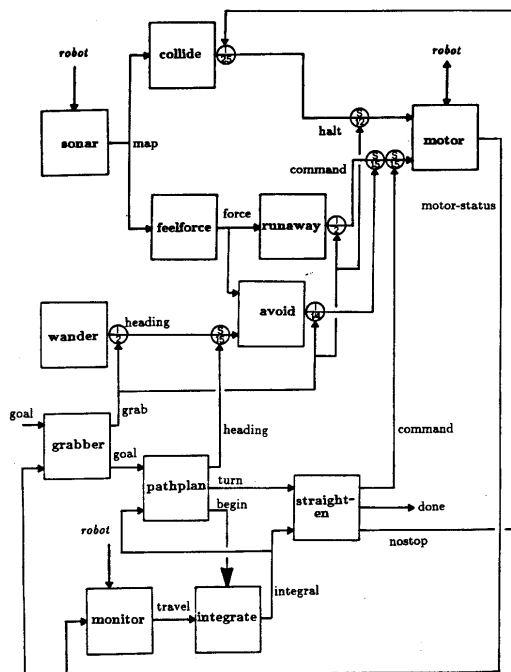 robot
robot
collide
I
25
S
12
halt
sonar
map
motor
command
S
15
S
15
motor-status
feelforce
force
runaway
I
2
avoid
I
wander
I
2
heading
S
15
goal
grabber
grab
goal
heading
pathplan
turn
begin
straight-
en
command
done
nostop
robot
monitor
travel
integrate
integral